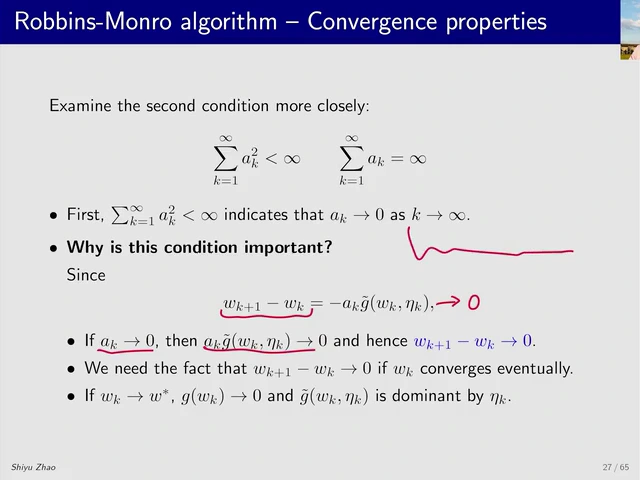 Robbins-Monro algorithm – Convergence properties
Examine the second condition more closely:
∑_{k=1}^{∞} a_k^2 < ∞    ∑_{k=1}^{∞} a_k = ∞
• First, ∑_{k=1}^{∞} a_k^2 < ∞ indicates that a_k → 0 as k → ∞.
• Why is this condition important?
Since
w_{k+1} − w_k = −a_k g̃(w_k, η_k), → 0
• If a_k → 0, then a_k g̃(w_k, η_k) → 0 and hence w_{k+1} − w_k → 0.
• We need the fact that w_{k+1} − w_k → 0 if w_k converges eventually.
• If w_k → w*, g(w_k) → 0 and g̃(w_k, η_k) is dominant by η_k.
Shiyu Zhao
27 / 65